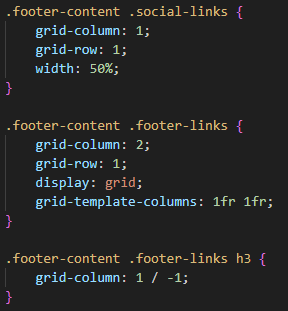 .footer-content .social-links {
    grid-column: 1;
    grid-row: 1;
    width: 50%;
}

.footer-content .footer-links {
    grid-column: 2;
    grid-row: 1;
    display: grid;
    grid-template-columns: 1fr 1fr;
}

.footer-content .footer-links h3 {
    grid-column: 1 / -1;
}